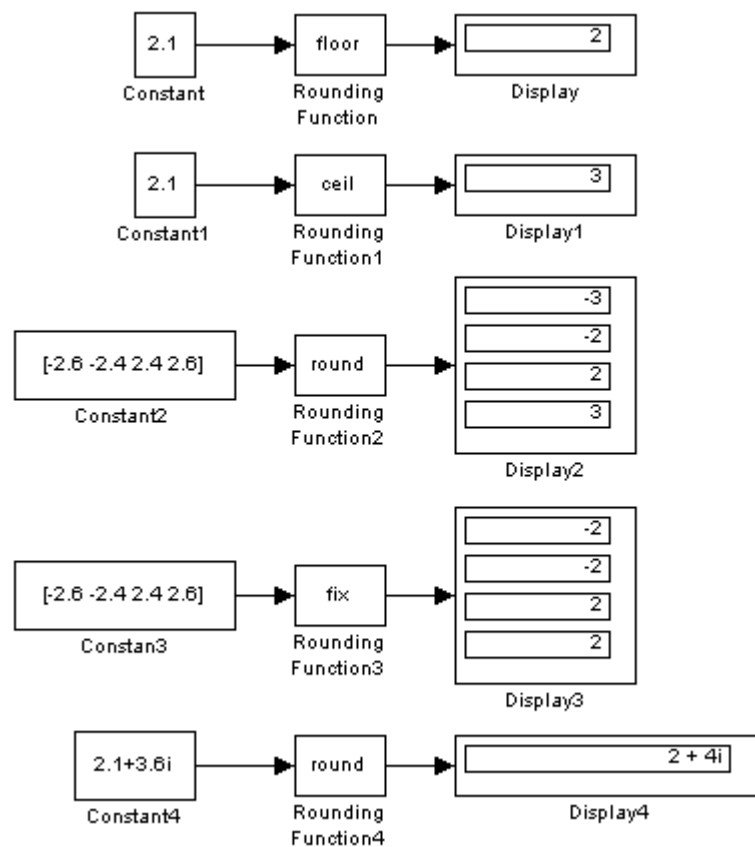 2.1
floor
2
Constant
Rounding
Function
Display
2.1
ceil
3
Constant1
Rounding
Function1
Display1
[-2.6 -2.4 2.4 2.6]
round
-3
-2
2
3
Constant2
Rounding
Function2
Display2
[-2.6 -2.4 2.4 2.6]
fix
-2
-2
2
2
Constan3
Rounding
Function3
Display3
2.1+3.6i
round
2 + 4i
Constant4
Rounding
Function4
Display4